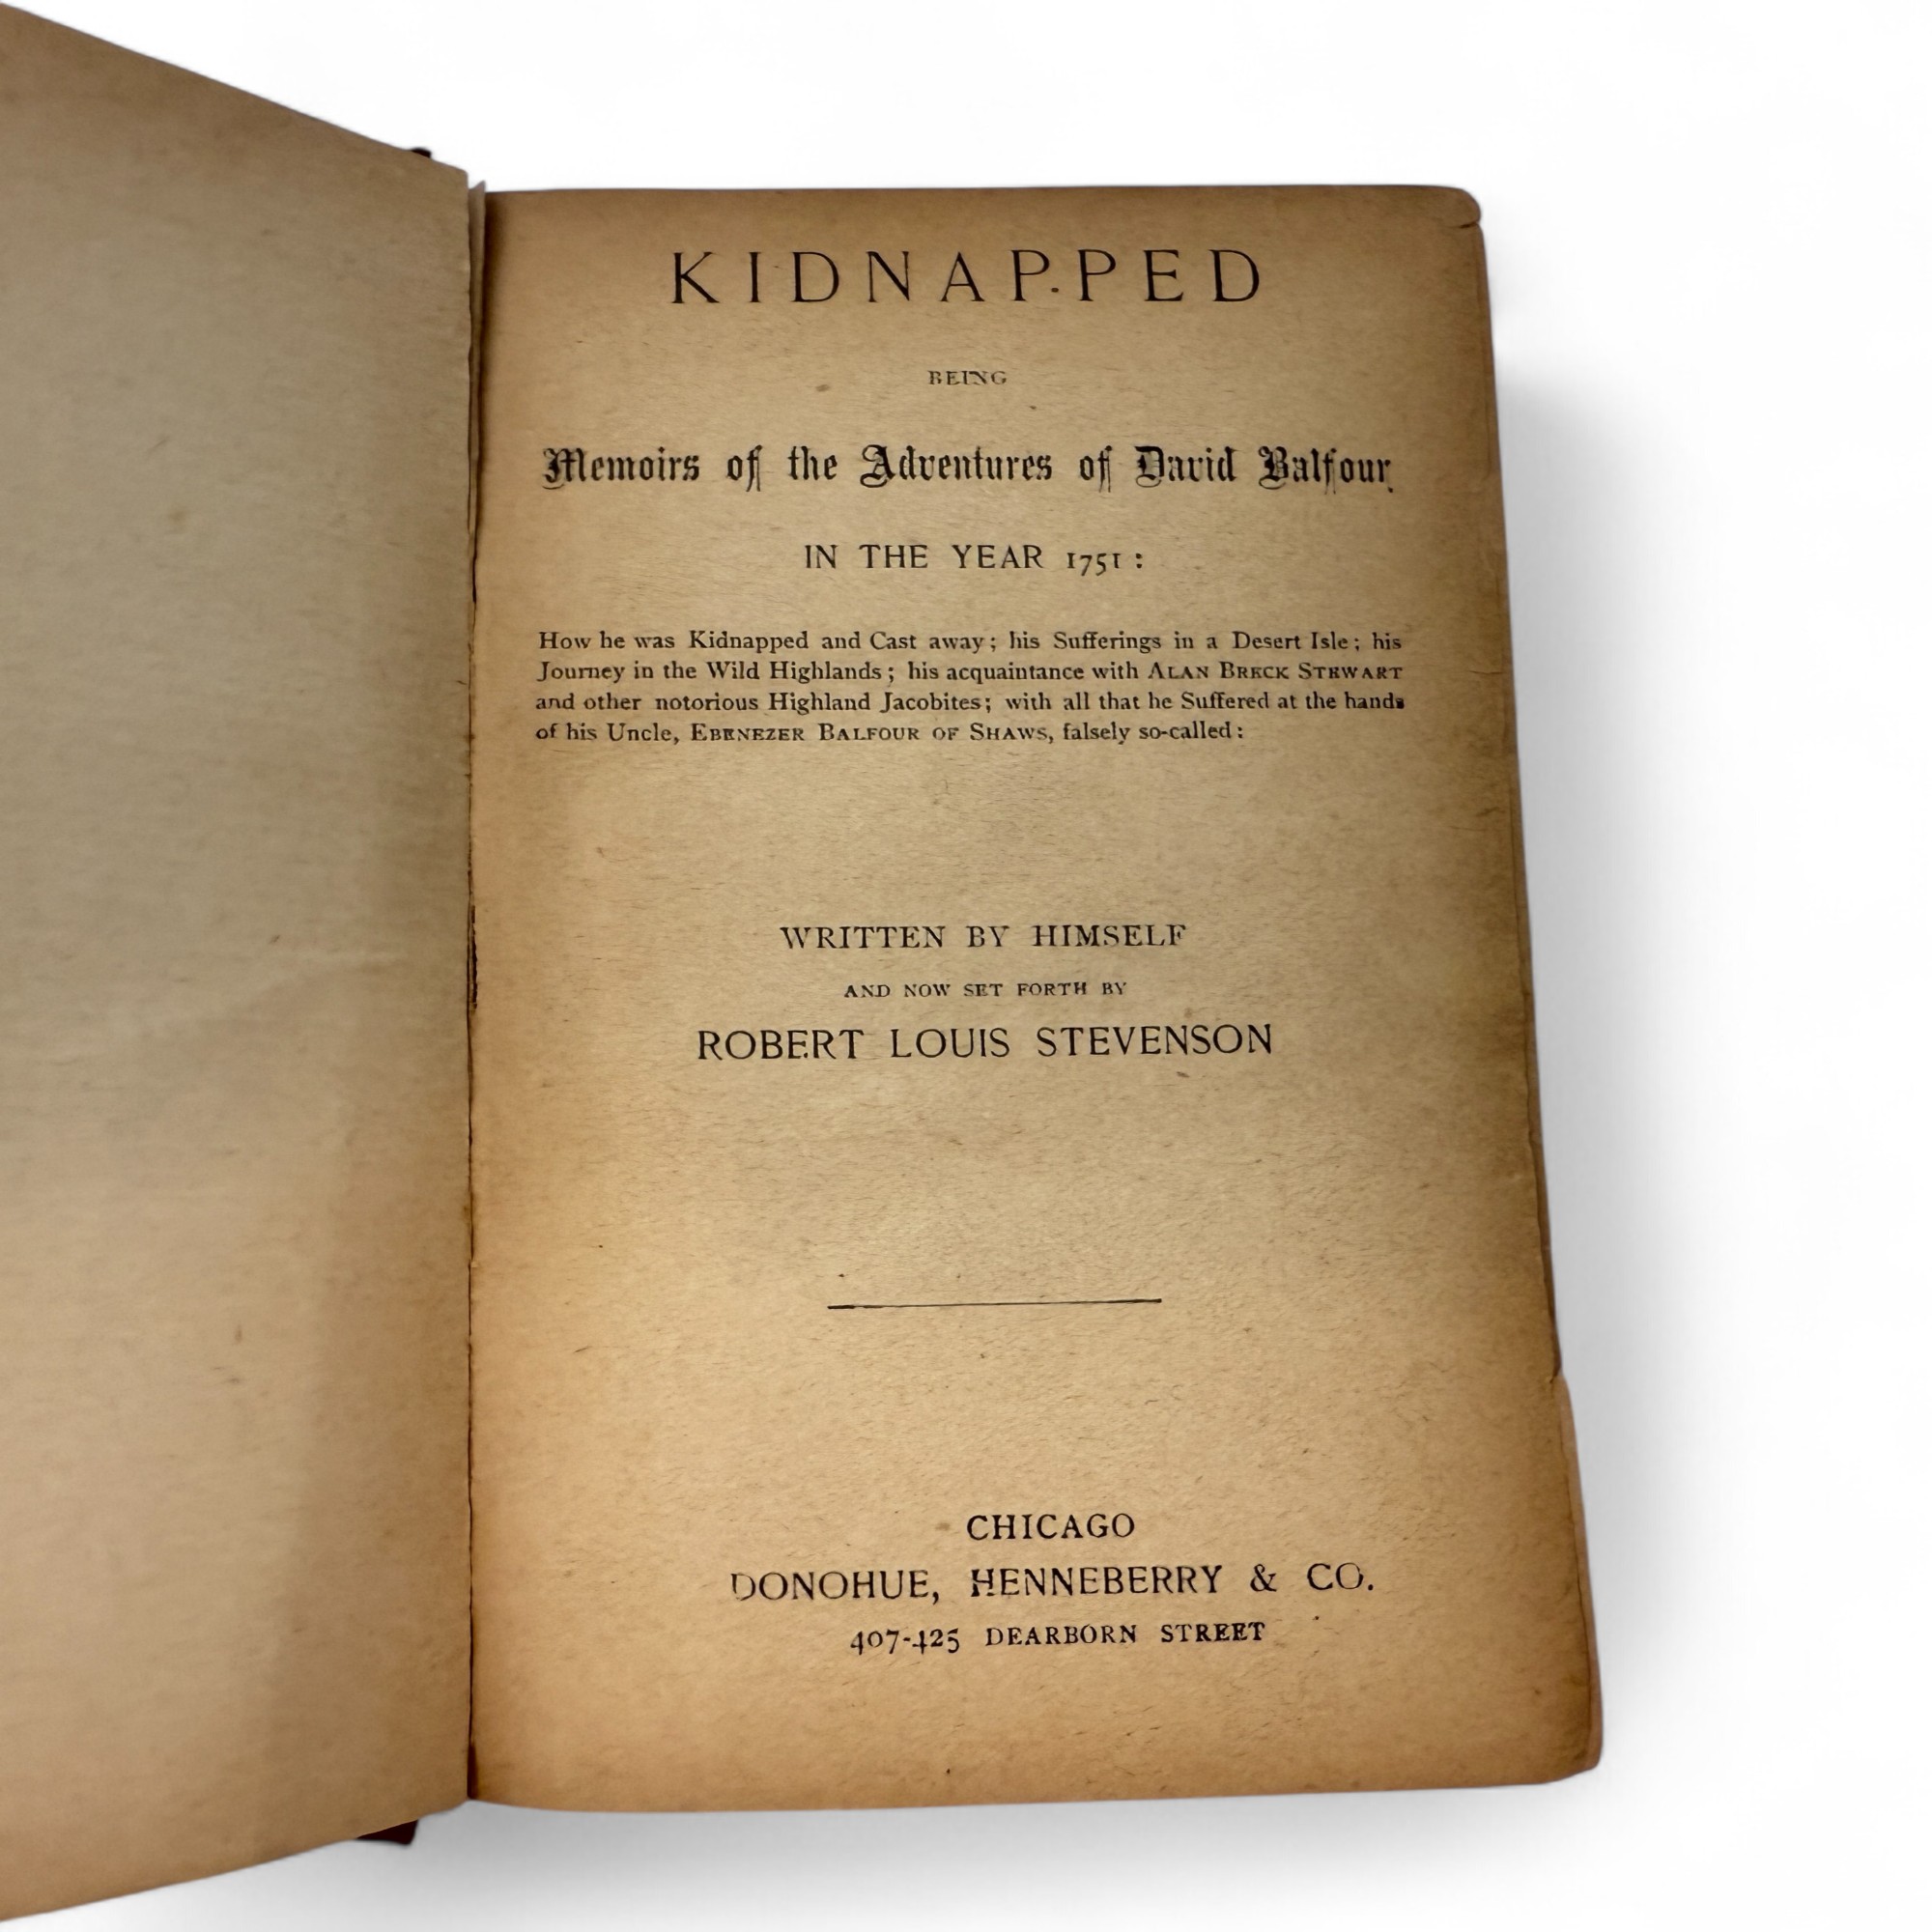 KIDNAPPED
BEING
Memoirs of the Adventures of David Balfour
IN THE YEAR 1751:
How he was Kidnapped and Cast away; his Sufferings in a Desert Isle; his
Journey in the Wild Highlands; his acquaintance with ALAN BRECK STEWART
and other notorious Highland Jacobites; with all that he Suffered at the hands
of his Uncle, EBENEZER BALFOUR OF SHAWS, falsely so-called:
WRITTEN BY HIMSELF
AND NOW SET FORTH BY
ROBERT LOUIS STEVENSON
CHICAGO
DONOHUE, HENNEBERRY & CO.
407-425 DEARBORN STREET